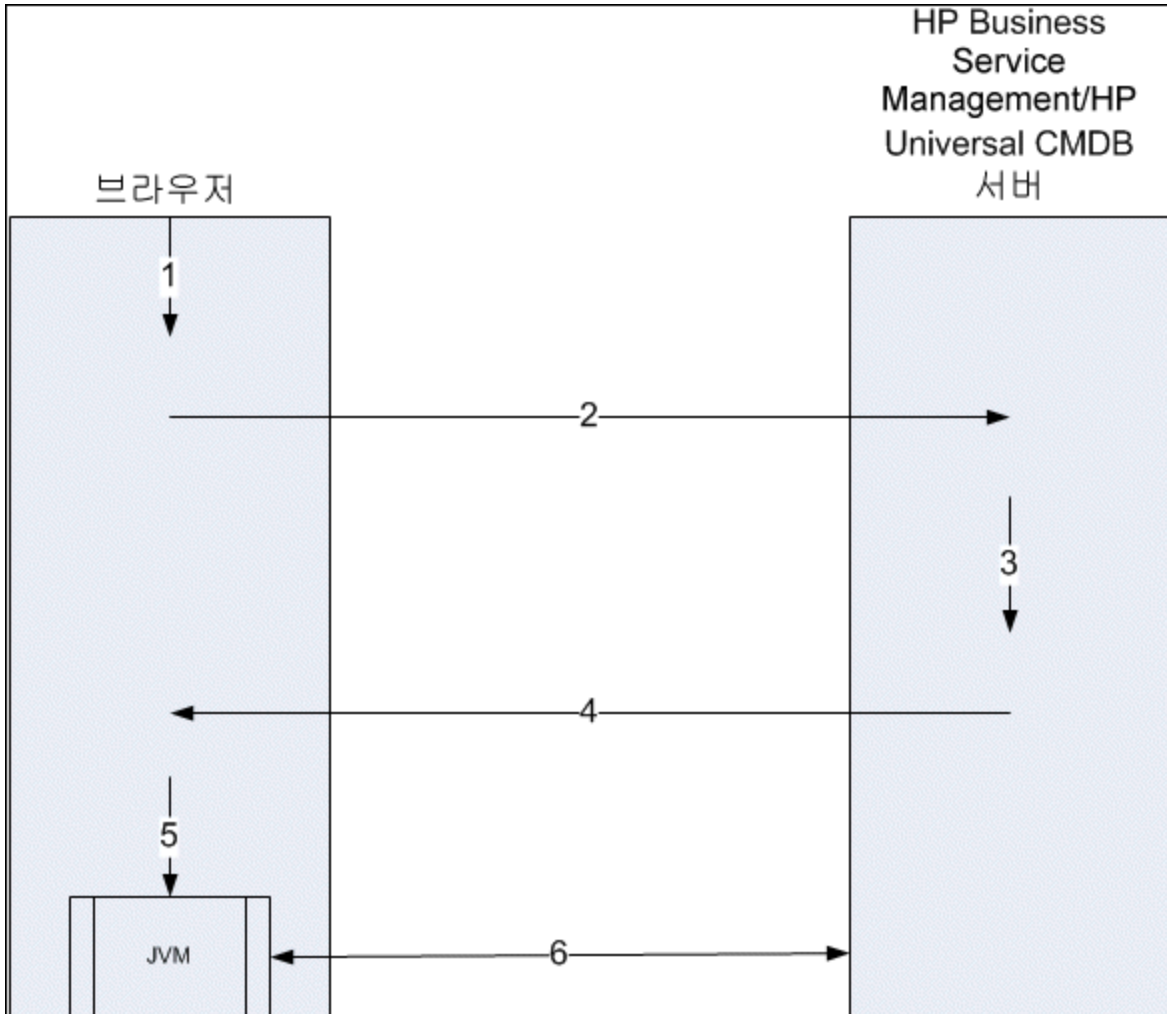 HP Business
Service
Management/HP
Universal CMDB
서버
브라우저
1
2
3
4
5
JVM
6